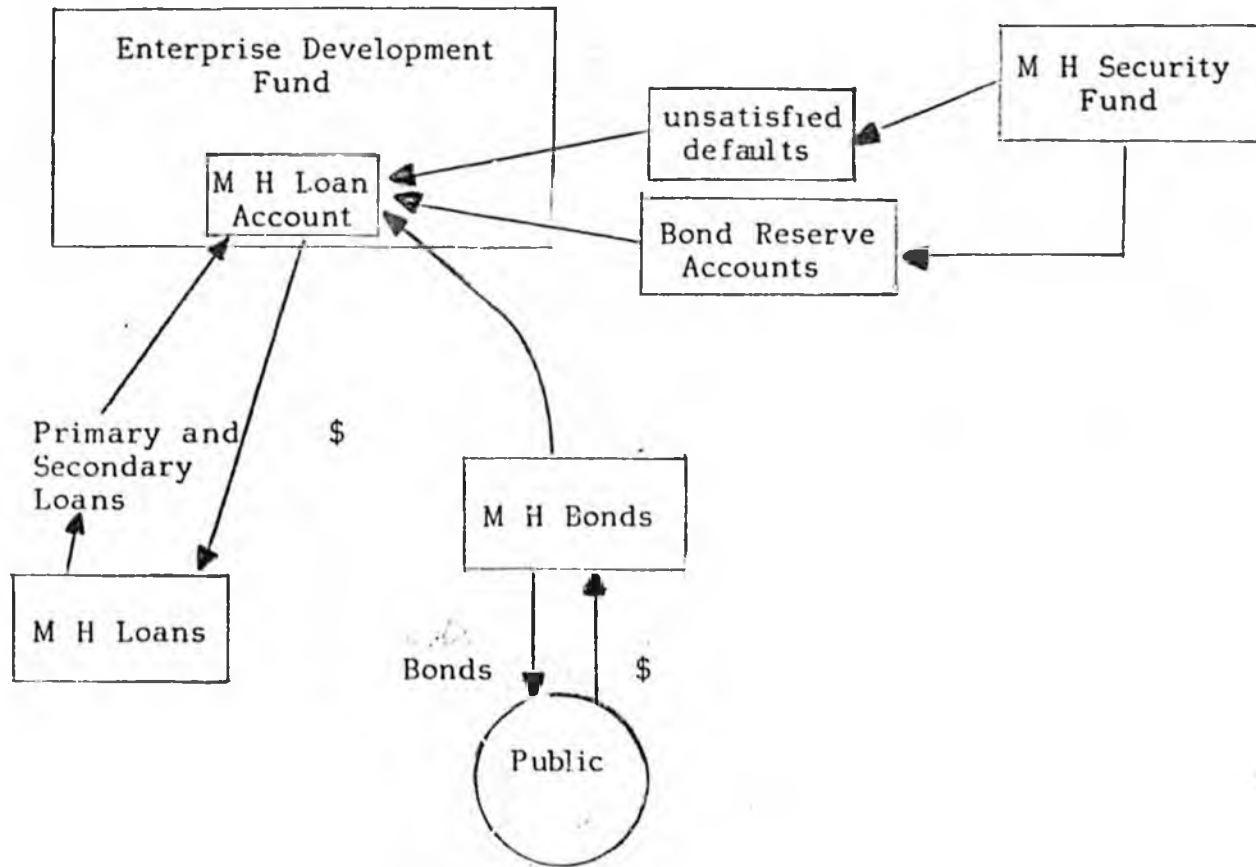 Enterprise Development
Fund
M H Loan
Account
unsatisfied
defaults
M H Security
Fund
Bond Reserve
Accounts
Primary and
Secondary
Loans
$
M H Loans
M H Bonds
Bonds
$
Public